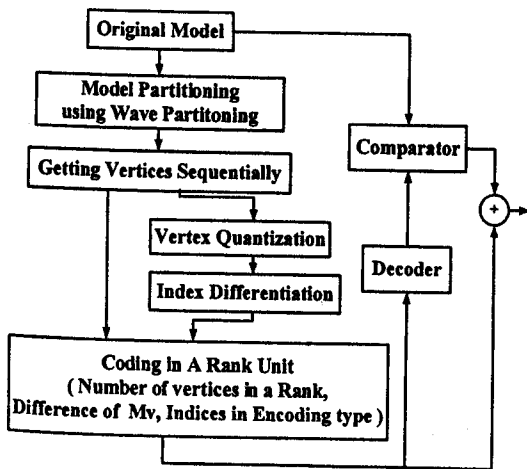 Original Model
Model Partitioning
using Wave Partitoning
Getting Vertices Sequentially
Comparator
+
Vertex Quantization
Decoder
Index Differentiation
Coding in A Rank Unit
( Number of vertices in a Rank,
Difference of Mv, Indices in Encoding type )